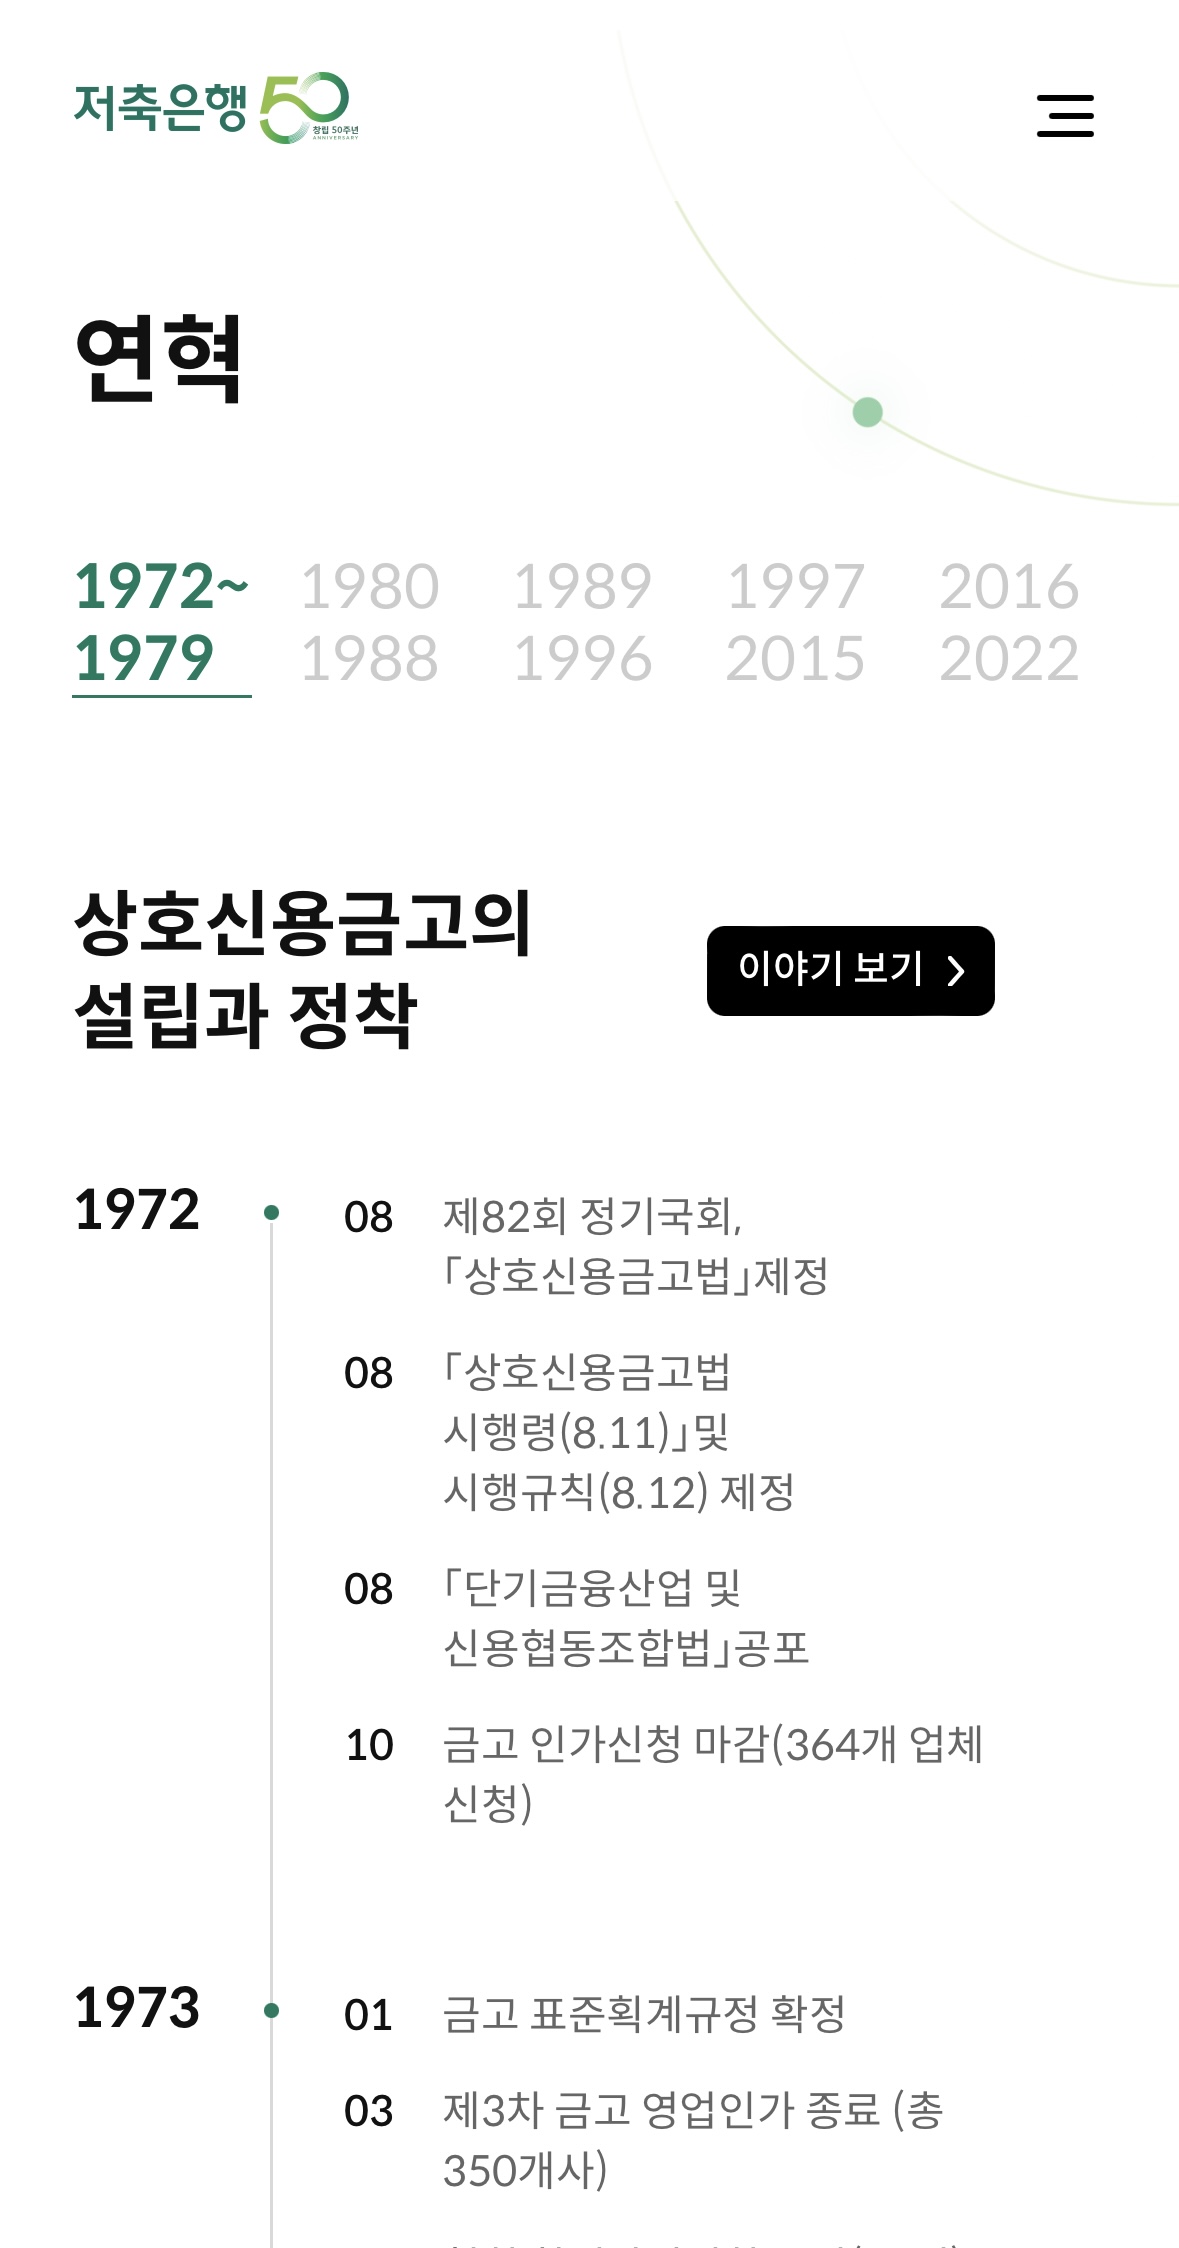 저축은행
50
창립 50주년
ANNIVERSARY
연혁
1972~
1979
1980
1988
1989
1996
1997
2015
2016
2022
상호신용금고의
설립과 정착
이야기 보기
1972
08 제82회 정기국회,
「상호신용금고법」제정
08 「상호신용금고법
시행령(8.11)」및
시행규칙(8.12) 제정
08 「단기금융산업 및
신용협동조합법」공포
10 금고 인가신청 마감(364개 업체
신청)
1973
01 금고 표준획계규정 확정
03 제3차 금고 영업인가 종료 (총
350개사)